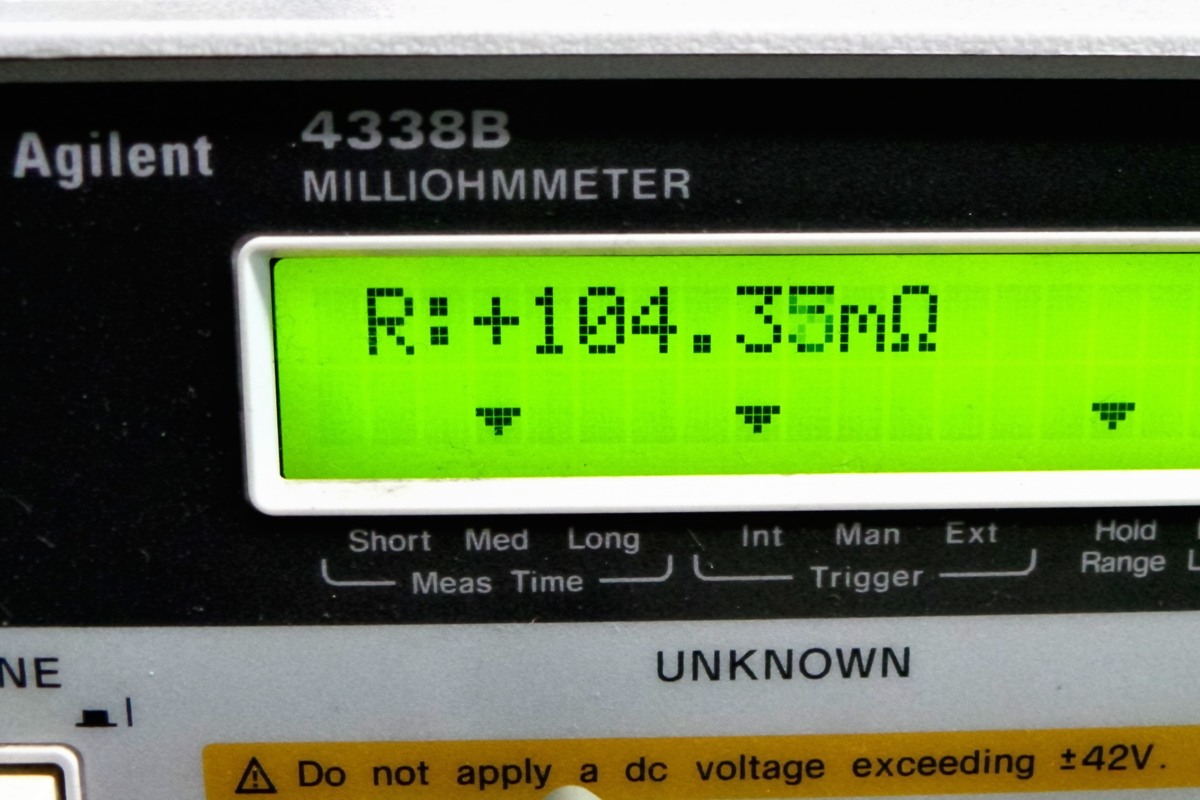 Agilent
4338B
MILLIOHMMETER
R:+104.35mΩ
Short Med Long
Meas Time
Int Man Ext
Trigger
Hold
Range
UNKNOWN
⚠ Do not apply a dc voltage exceeding ±42V.